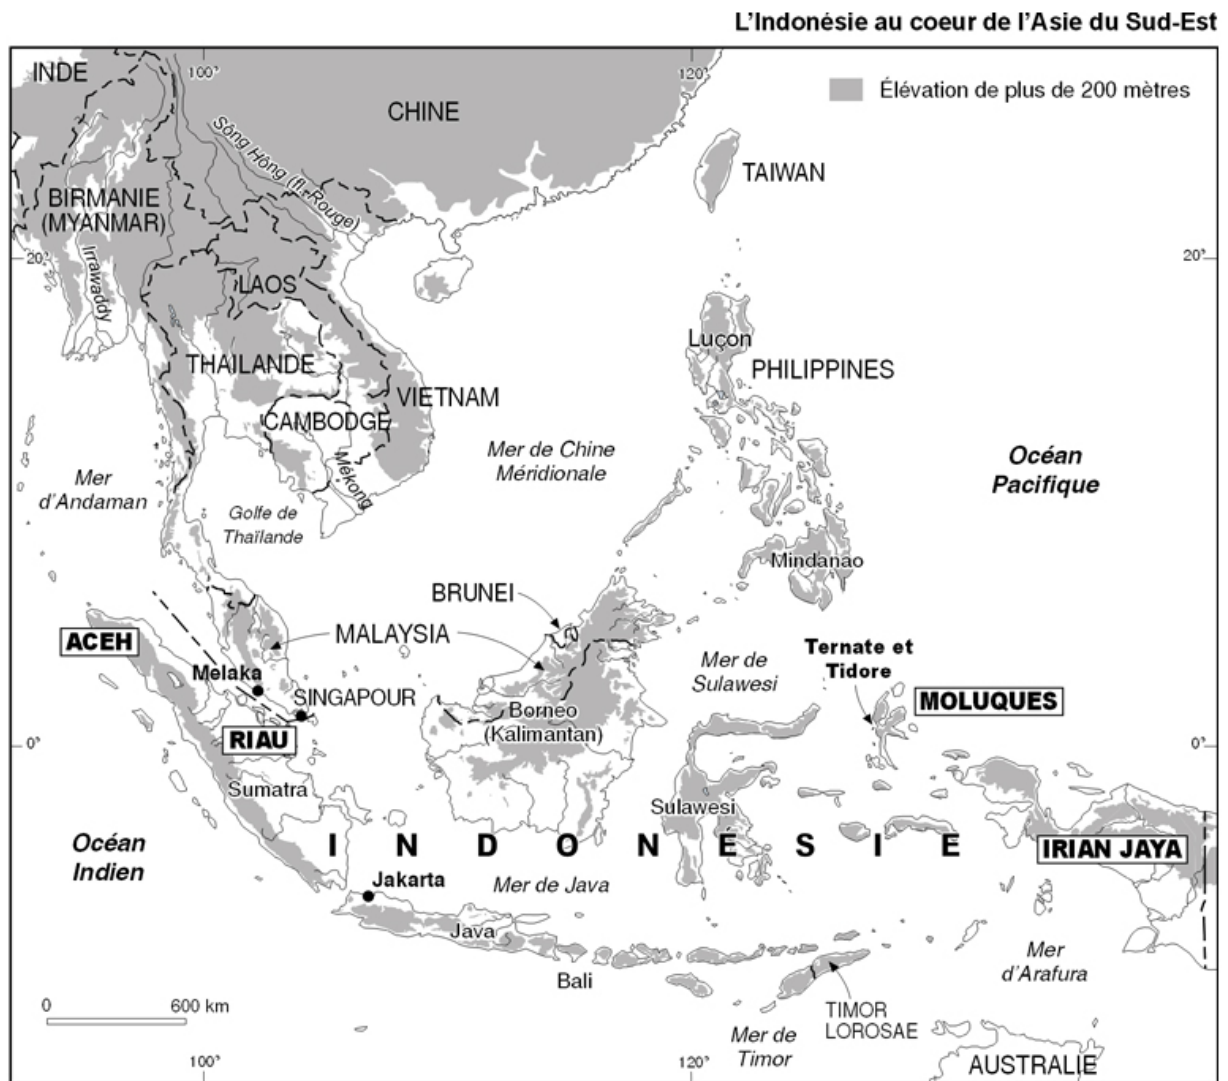 L'Indonésie au coeur de l'Asie du Sud-Est
INDE
100°
120°
Élévation de plus de 200 mètres
CHINE
Sông Hông (fl. Rouge)
TAIWAN
BIRMANIE
(MYANMAR)
Irrawaddy
20°
20°
LAOS
Luçon
THAÏLANDE
PHILIPPINES
VIETNAM
CAMBODGE
Mékong
Mer de Chine
Méridionale
Océan
Pacifique
Mer
d'Andaman
Golfe de
Thaïlande
Mindanao
BRUNEI
ACEH
MALAYSIA
Ternate et
Tidore
Mer de
Sulawesi
Melaka
SINGAPOUR
MOLUQUES
RIAU
Borneo
(Kalimantan)
0°
0°
Sumatra
Sulawesi
Océan
Indien
INDONÉSIE
IRIAN JAYA
Jakarta
Mer de Java
Java
Mer
d'Arafura
Bali
0
600 km
TIMOR
LOROSAE
Mer de
Timor
100°
120°
AUSTRALIE